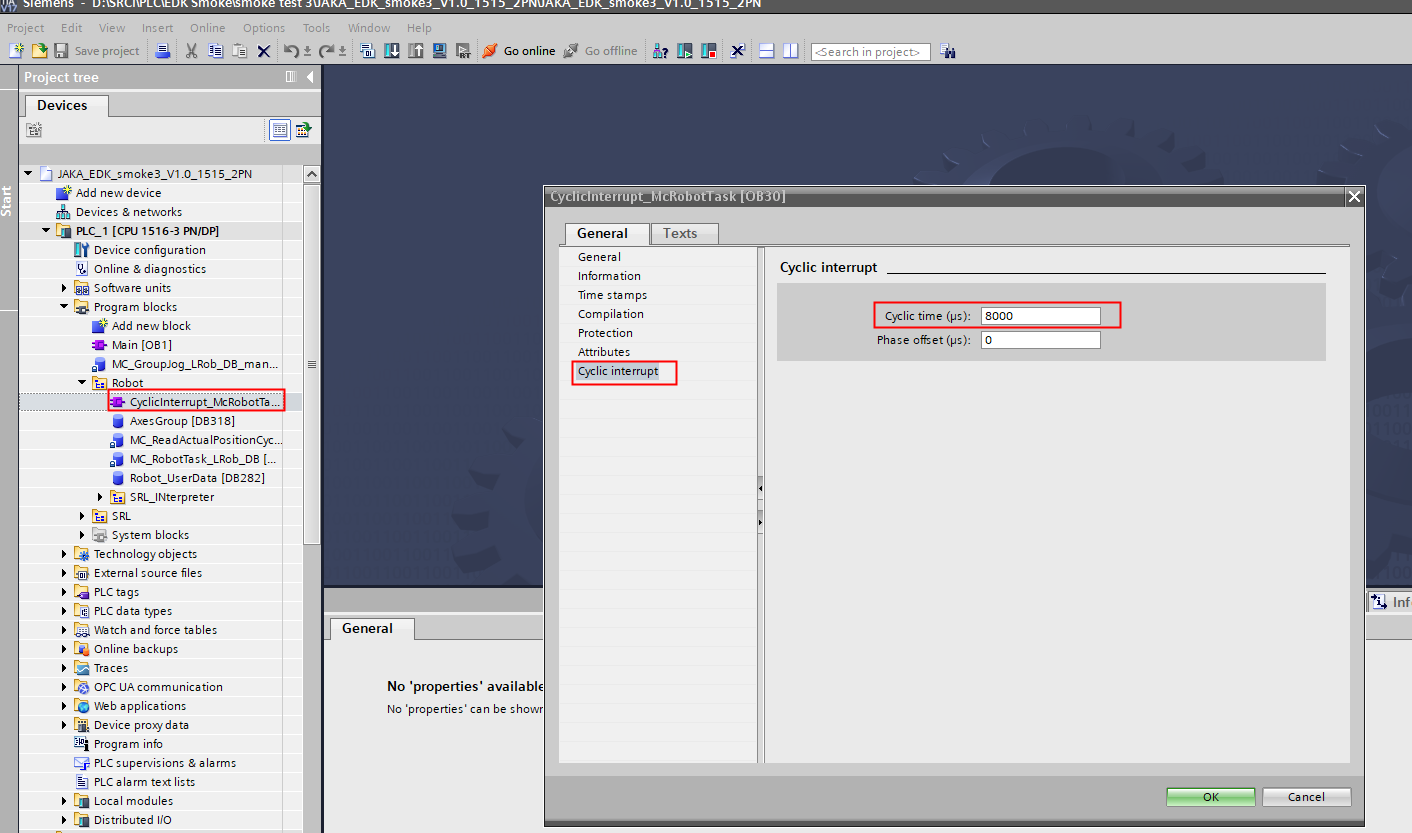 Siemens - D:\SRCI\PLC\EDK Smoke\smoke test 3\JAKA_EDK_smoke3_V1.0_1515_2PN\JAKA_EDK_smoke3_V1.0_1515_2PN
Project Edit View Insert Online Options Tools Window Help
Save project Go online Go offline <Search in project>
Project tree
Devices
Start
JAKA_EDK_smoke3_V1.0_1515_2PN
Add new device
Devices & networks
PLC_1 [CPU 1516-3 PN/DP]
Device configuration
Online & diagnostics
Software units
Program blocks
Add new block
Main [OB1]
MC_GroupJog_LRob_DB_man...
Robot
CyclicInterrupt_McRobotTa...
AxesGroup [DB318]
MC_ReadActualPositionCyc...
MC_RobotTask_LRob_DB [...
Robot_UserData [DB282]
SRL_INterpreter
SRL
System blocks
Technology objects
External source files
PLC tags
PLC data types
Watch and force tables
Online backups
Traces
OPC UA communication
Web applications
Device proxy data
Program info
PLC supervisions & alarms
PLC alarm text lists
Local modules
Distributed I/O
CyclicInterrupt_McRobotTask [OB30]
General Texts
General
Information
Time stamps
Compilation
Protection
Attributes
Cyclic interrupt
Cyclic interrupt
Cyclic time (µs): 8000
Phase offset (µs): 0
OK Cancel
Inf
General
No 'properties' available
No 'properties' can be shown